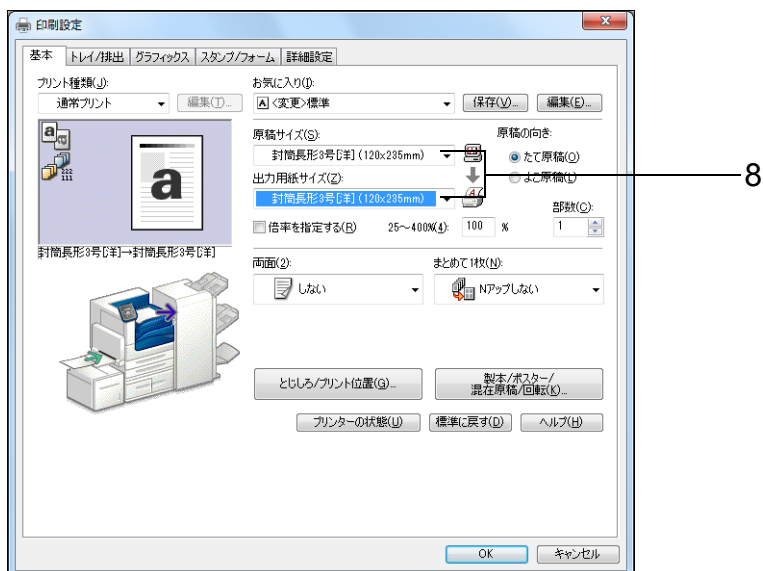 印刷設定
基本 トレイ/排出 グラフィックス スタンプ/フォーム 詳細設定
プリント種類(J):
通常プリント 編集(T)...
お気に入り(I):
A <変更>標準 保存(V)... 編集(E)...
原稿サイズ(S):
封筒長形3号[洋] (120x235mm)
原稿の向き:
たて原稿(O)
よこ原稿(L)
出力用紙サイズ(Z):
封筒長形3号[洋] (120x235mm)
8
部数(C):
倍率を指定する(R) 25~400%(4): 100 % 1
封筒長形3号[洋]→封筒長形3号[洋]
両面(2):
しない
まとめて1枚(N):
Nアップしない
とじしろ/プリント位置(G)...
製本/ポスター/
混在原稿/回転(K)...
プリンターの状態(U) 標準に戻す(D) ヘルプ(H)
OK キャンセル